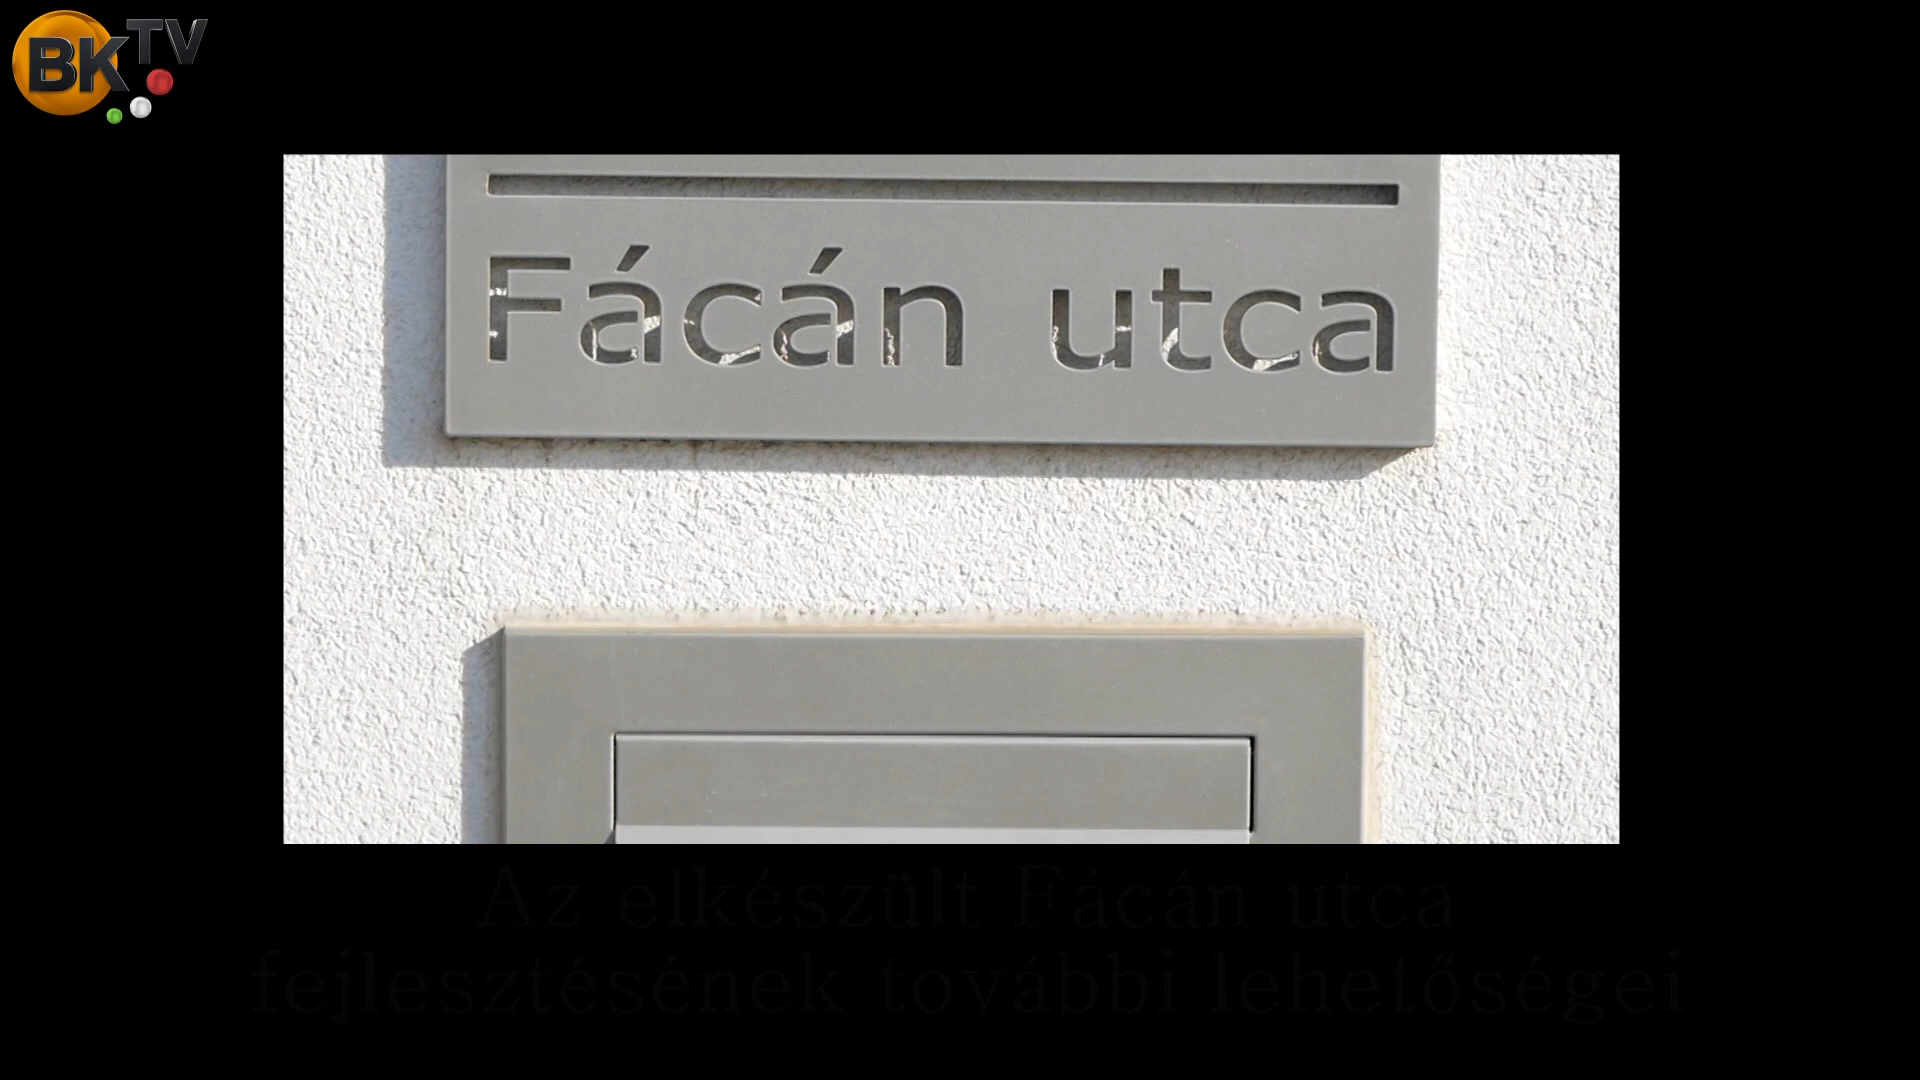 BKTV
Fácán utca
Az elkészült Fácán utca
fejlesztésének további lehetőségei